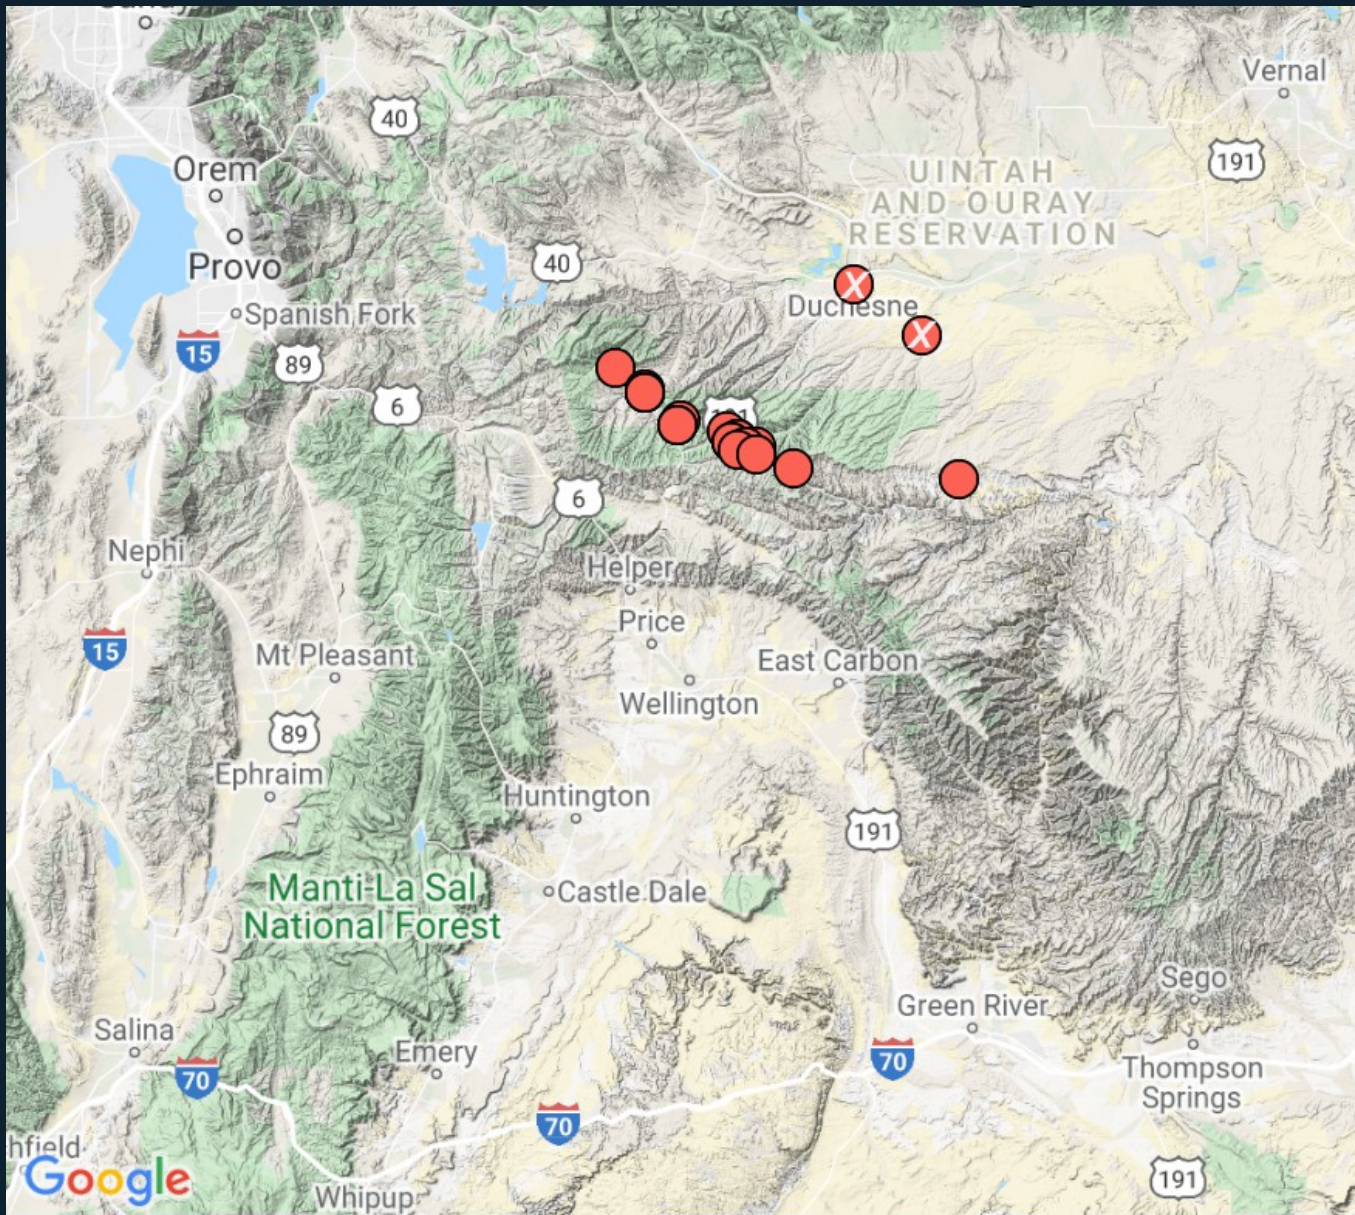 Vernal
40
191
Orem
UINTAH
AND OURAY
RESERVATION
Provo
40
X
Duchesne
Spanish Fork
X
15
89
6
6
Nephi
Helper
Price
15
Mt Pleasant
East Carbon
Wellington
89
Ephraim
Huntington
191
Manti-La Sal
National Forest
Castle Dale
Sego
Green River
Salina
Emery
70
70
Thompson
Springs
70
hfield
Google
Whipup
191